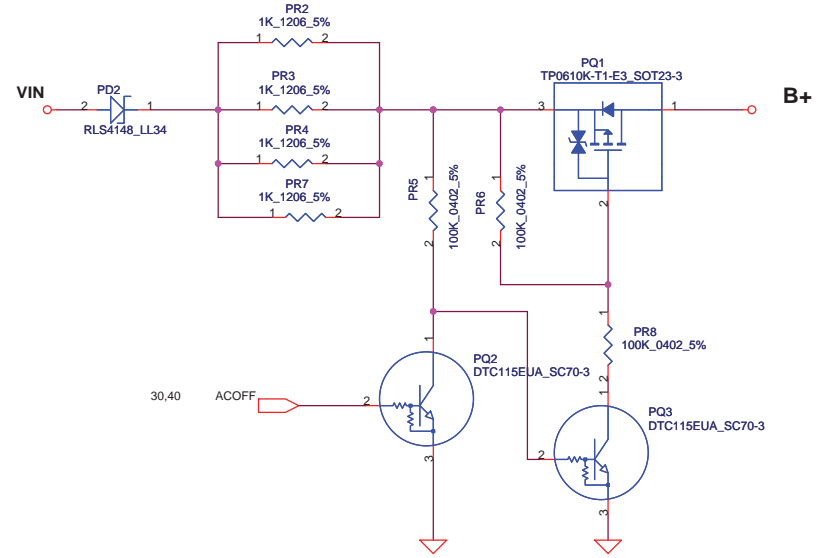 PR2
1K_1206_5%
1
2
PQ1
TP0610K-T1-E3_SOT23-3
VIN
PD2
2
1
RLS4148_LL34
PR3
1K_1206_5%
1
2
3
1
B+
PR4
1K_1206_5%
1
2
PR7
1K_1206_5%
1
2
PR5
1
2
100K_0402_5%
PR6
1
2
100K_0402_5%
2
1
PR8
100K_0402_5%
2
1
PQ2
DTC115EUA_SC70-3
30,40
ACOFF
2
3
1
PQ3
DTC115EUA_SC70-3
2
3